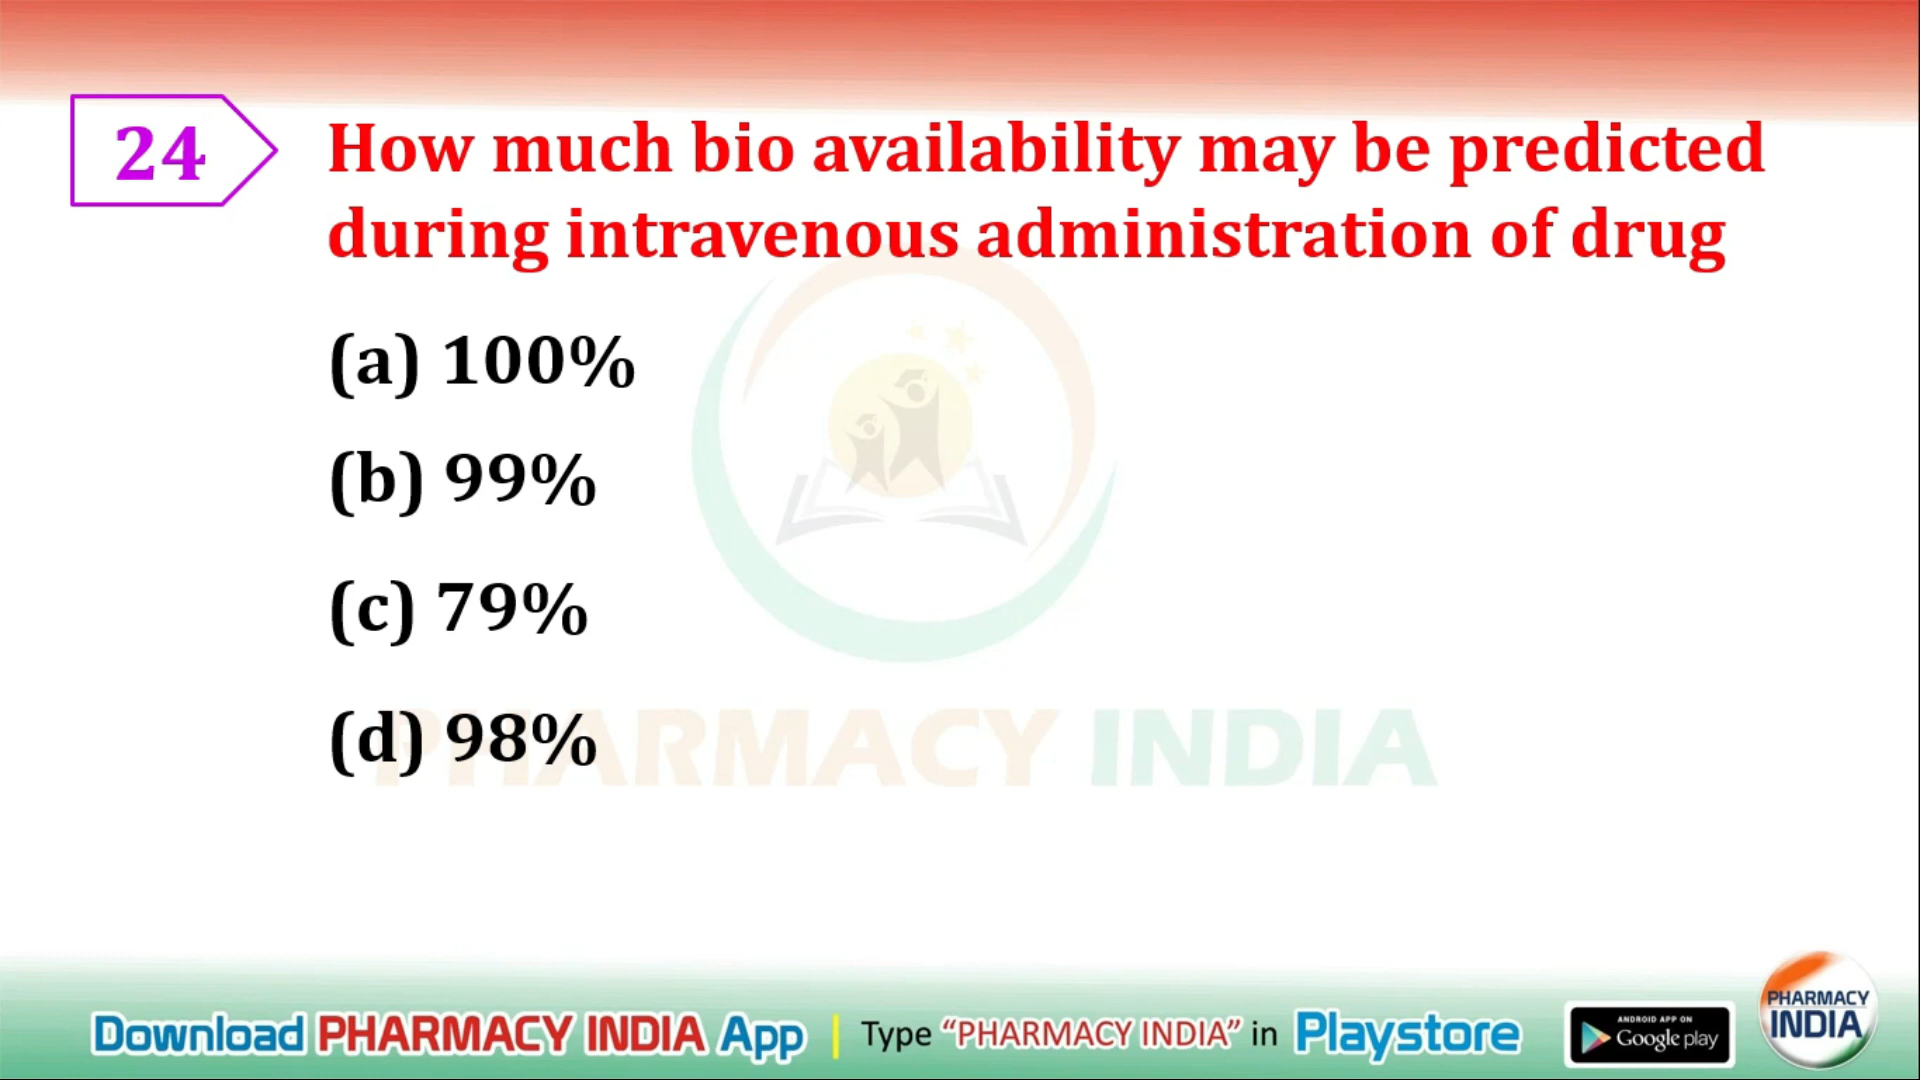 24
How much bio availability may be predicted
during intravenous administration of drug
(a) 100%
(b) 99%
(c) 79%
(d) 98%
PHARMACY INDIA
Download PHARMACY INDIA App | Type “PHARMACY INDIA” in Playstore
ANDROID APP ON
Google play
PHARMACY
INDIA